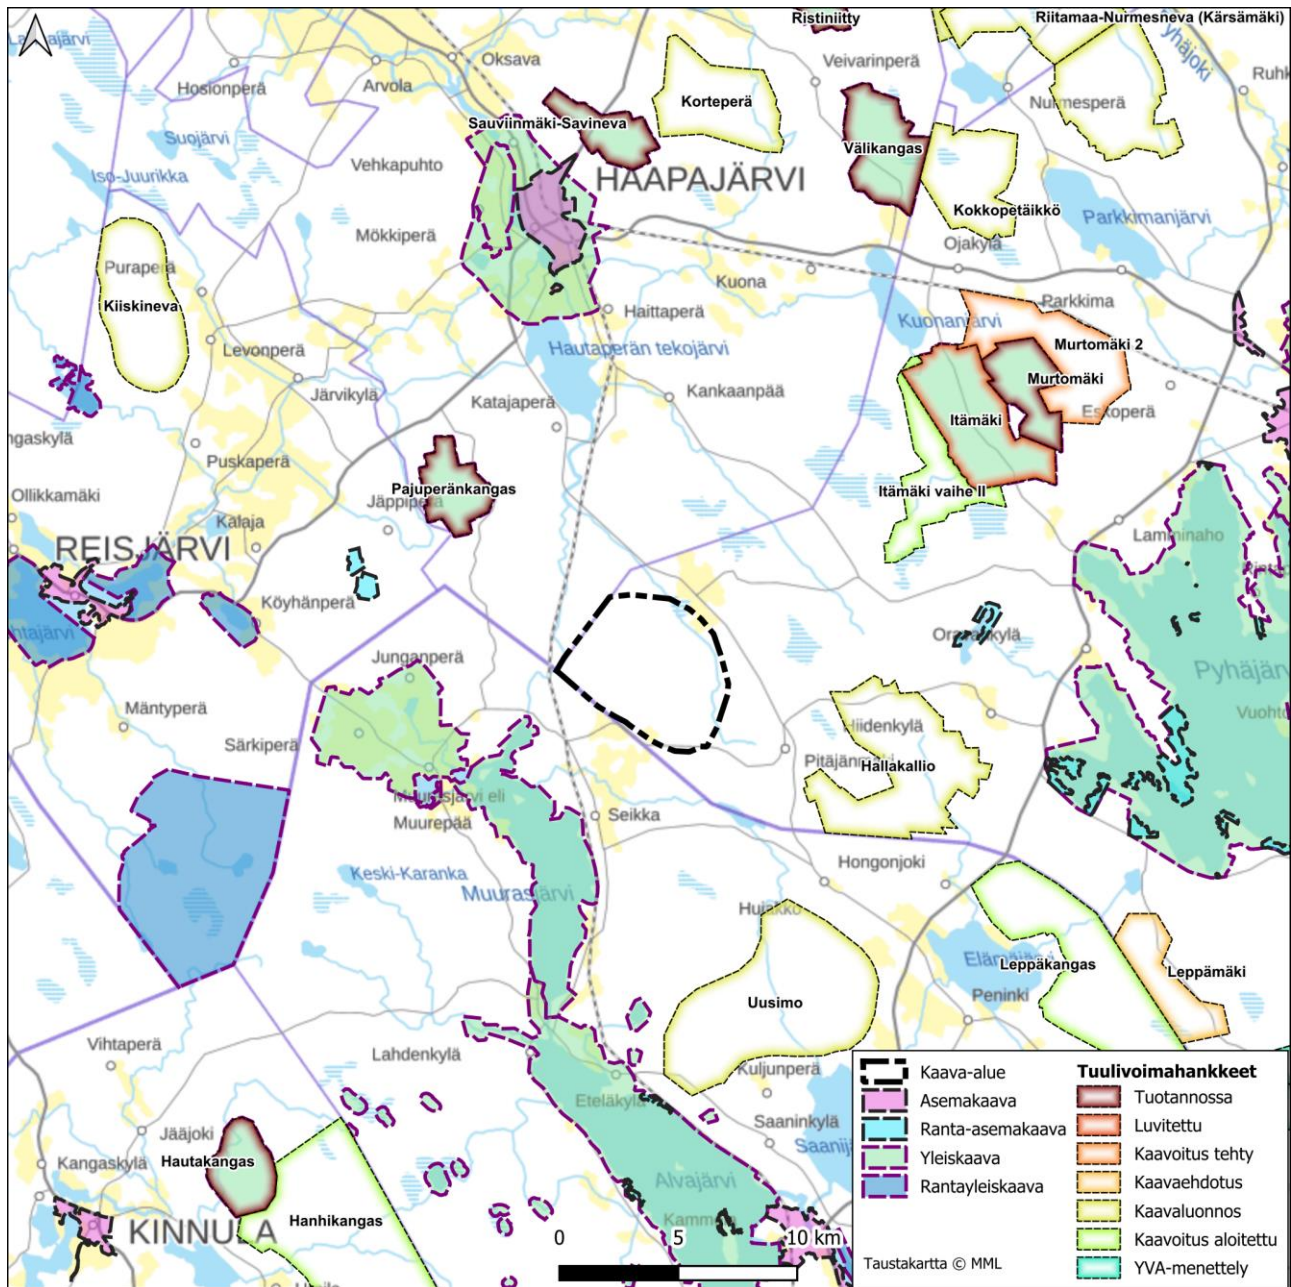 Ristiniitty
Riitamaa-Nurmesneva (Kärsämäki)
Oksava
Veivarinperä
Hosionperä
Arvola
Korteperä
Nurmesperä
Suojärvi
Sauviinmäki-Savineva
Välikangas
Vehkapuhto
Iso-Juurikka
HAAPAJÄRVI
Kokkopetäikkö
Parkkimanjärvi
Mökkiperä
Ojakylä
Puraperä
Kuona
Kiiskineva
Parkkima
Haittaperä
Kuonanjärvi
Levonperä
Hautaperän tekojärvi
Murtomäki 2
Murtomäki
Järvikylä
Kankaanpää
Katajaperä
Eskoperä
Itämäki
Puskaperä
Pajuperänkangas
Itämäki vaihe II
Ollikkamäki
Jäppiperä
Kalaja
Lamminaho
REISJÄRVI
Köyhänperä
Junganperä
Mäntyperä
Hiidenkylä
Särkiperä
Hallakallio
Muurasjärvi eli
Muurepää
Seikka
Hongonjoki
Keski-Karanka
Muurasjärvi
Leppäkangas
Leppämäki
Uusimo
Peninki
Vihtaperä
Lahdenkylä
Kuljunperä
Eteläkylä
Saaninkylä
Jääjoki
Kangaskylä
Hautakangas
Alvajärvi
Hanhikangas
KINNULA
0 5 10 km
Kaava-alue
Asemakaava
Ranta-asemakaava
Yleiskaava
Rantayleiskaava
Taustakartta © MML
Tuulivoimahankkeet
Tuotannossa
Luvitettu
Kaavoitus tehty
Kaavaehdotus
Kaavaluonnos
Kaavoitus aloitettu
YVA-menettely